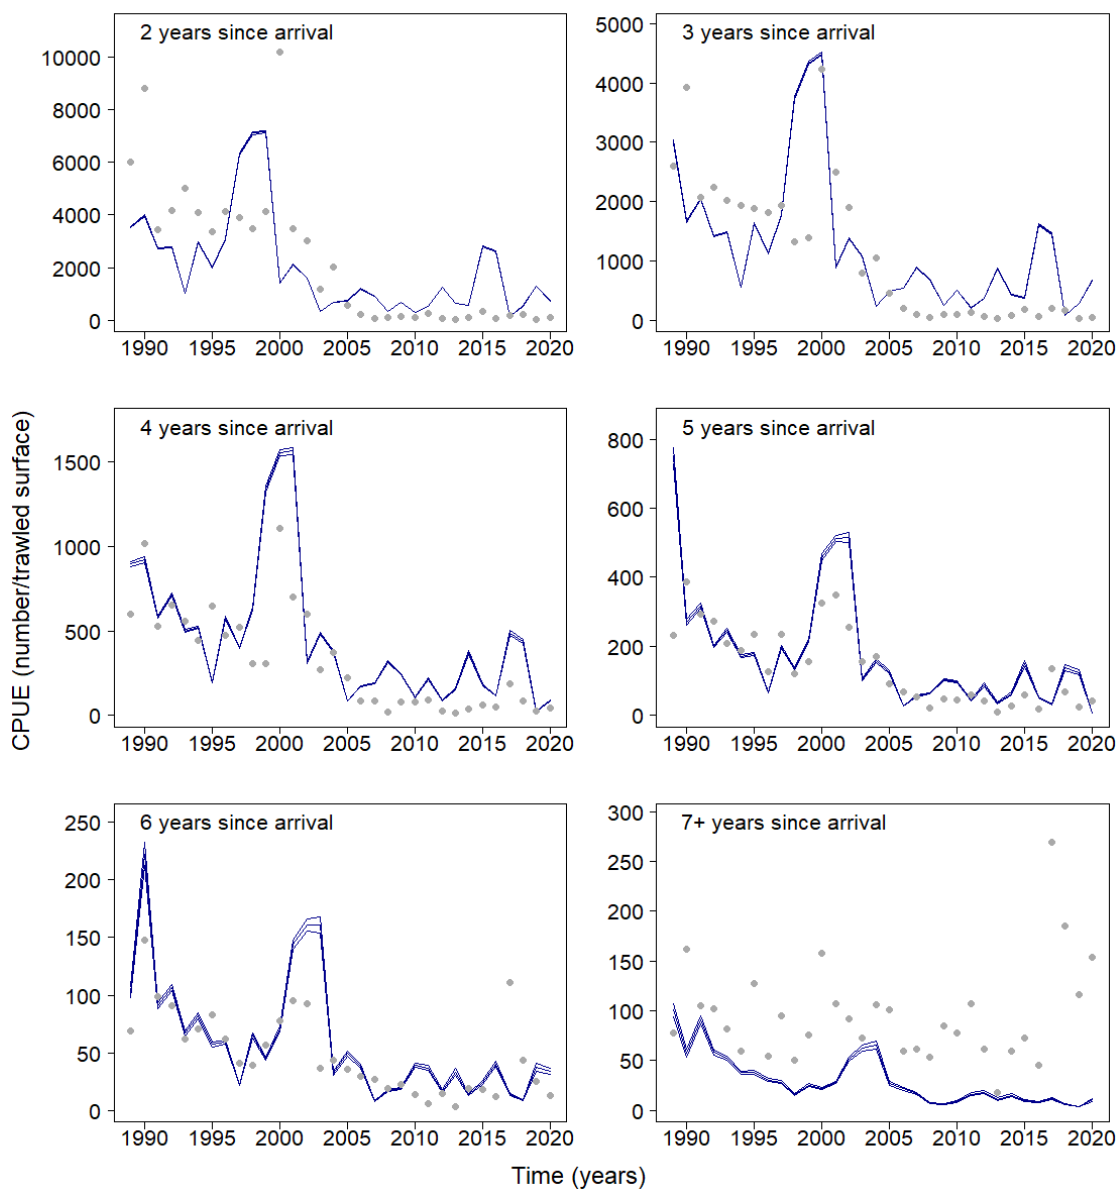 2 years since arrival
10000
8000
6000
4000
2000
0
1990 1995 2000 2005 2010 2015 2020
3 years since arrival
5000
4000
3000
2000
1000
0
1990 1995 2000 2005 2010 2015 2020
CPUE (number/trawled surface)
4 years since arrival
1500
1000
500
0
1990 1995 2000 2005 2010 2015 2020
5 years since arrival
800
600
400
200
0
1990 1995 2000 2005 2010 2015 2020
6 years since arrival
250
200
150
100
50
0
1990 1995 2000 2005 2010 2015 2020
7+ years since arrival
300
250
200
150
100
50
0
1990 1995 2000 2005 2010 2015 2020
Time (years)